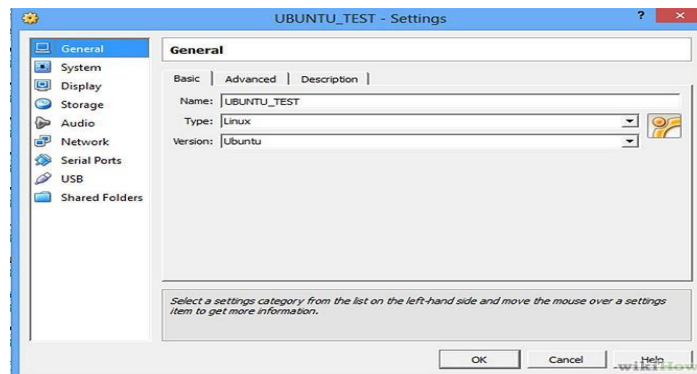 UBUNTU_TEST - Settings
?
General
System
Display
Storage
Audio
Network
Serial Ports
USB
Shared Folders
General
Basic
Advanced
Description
Name: UBUNTU_TEST
Type: Linux
Version: Ubuntu
Select a settings category from the list on the left-hand side and move the mouse over a settings
item to get more information.
OK
Cancel
Help
wikiHow